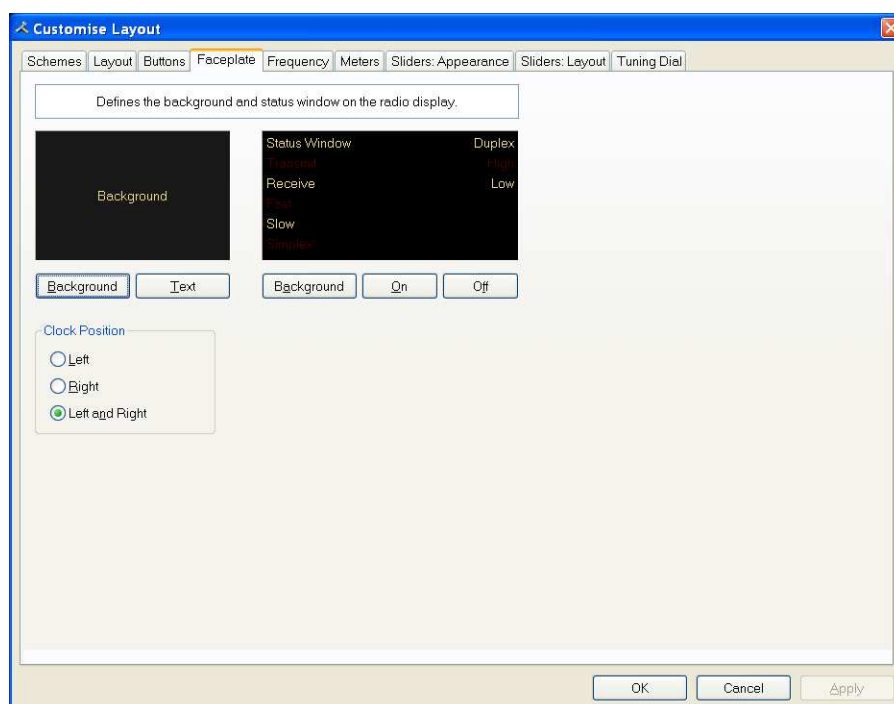 Customise Layout
Schemes Layout Buttons Faceplate Frequency Meters Sliders: Appearance Sliders: Layout Tuning Dial
Defines the background and status window on the radio display.
Background
Status Window Duplex
Transmit High
Receive Low
Fast
Slow
Simplex
Background Text Background On Off
Clock Position
Left
Right
Left and Right
OK Cancel Apply